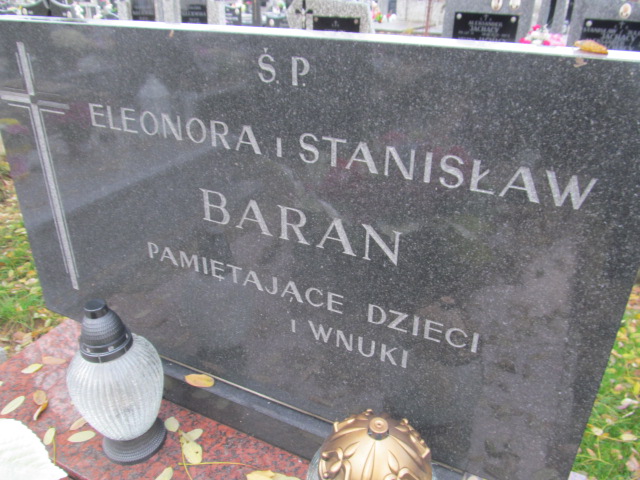 Ś.P.
ELEONORA I STANISŁAW
BARAN
PAMIĘTAJĄCE DZIECI
I WNUKI